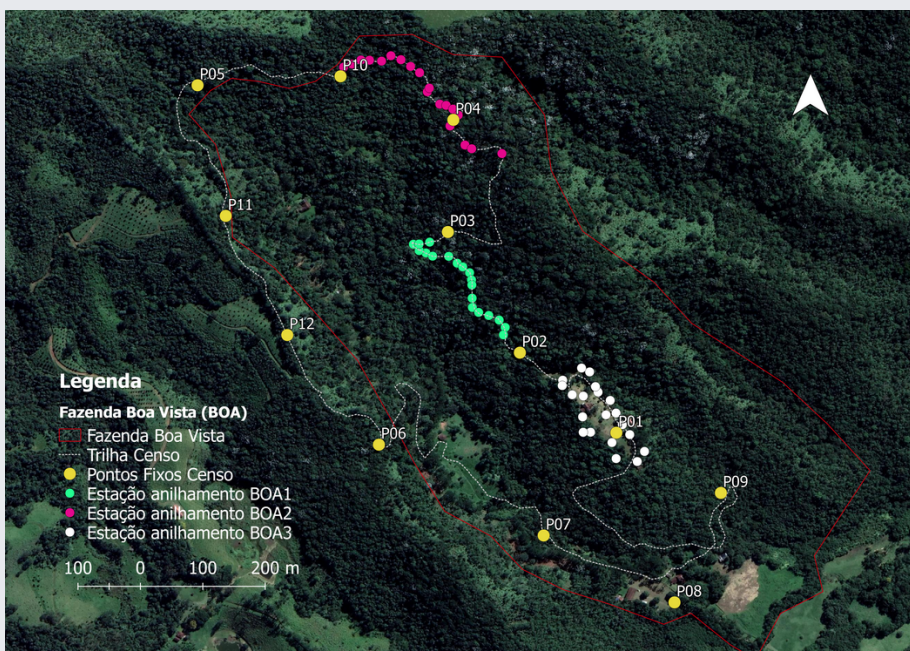 P05
P10
P04
P11
P03
P12
P02
Legenda
Fazenda Boa Vista (BOA)
Fazenda Boa Vista
Trilha Censo
Pontos Fixos Censo
Estação anilhamento BOA1
Estação anilhamento BOA2
Estação anilhamento BOA3
100 0 100 200 m
P01
P06
P09
P07
P08